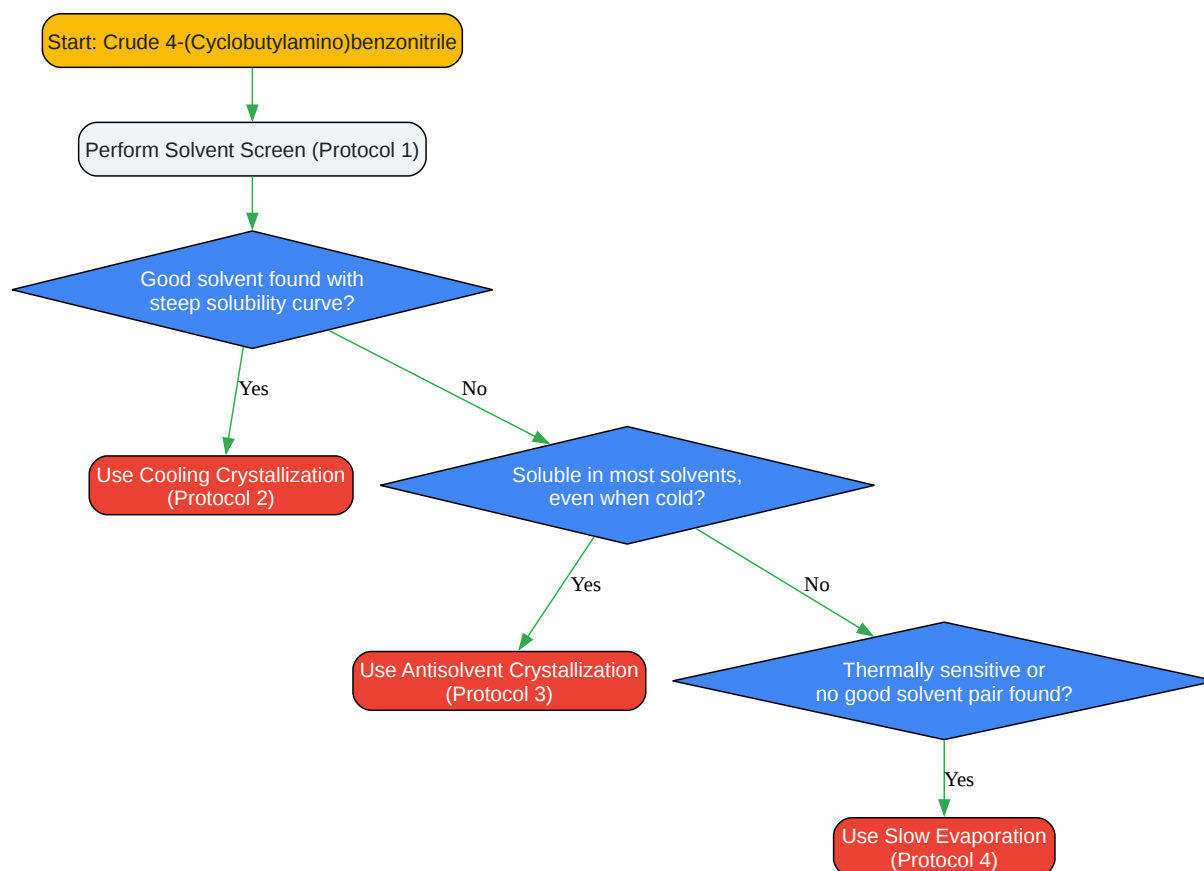 Start: Crude 4-(Cyclobutylamino)benzonitrile
Perform Solvent Screen (Protocol 1)
Good solvent found with
steep solubility curve?
Yes
No
Use Cooling Crystallization
(Protocol 2)
Soluble in most solvents,
even when cold?
Yes
No
Use Antisolvent Crystallization
(Protocol 3)
Thermally sensitive or
no good solvent pair found?
Yes
Use Slow Evaporation
(Protocol 4)